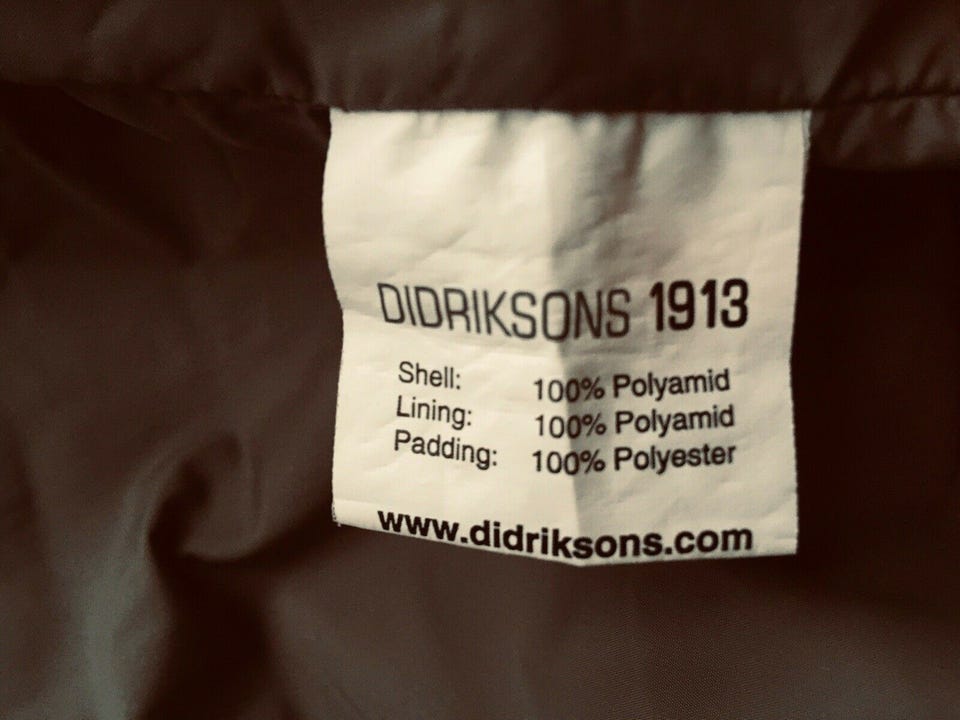 DIDRIKSONS 1913
Shell: 100% Polyamid
Lining: 100% Polyamid
Padding: 100% Polyester
www.didriksons.com